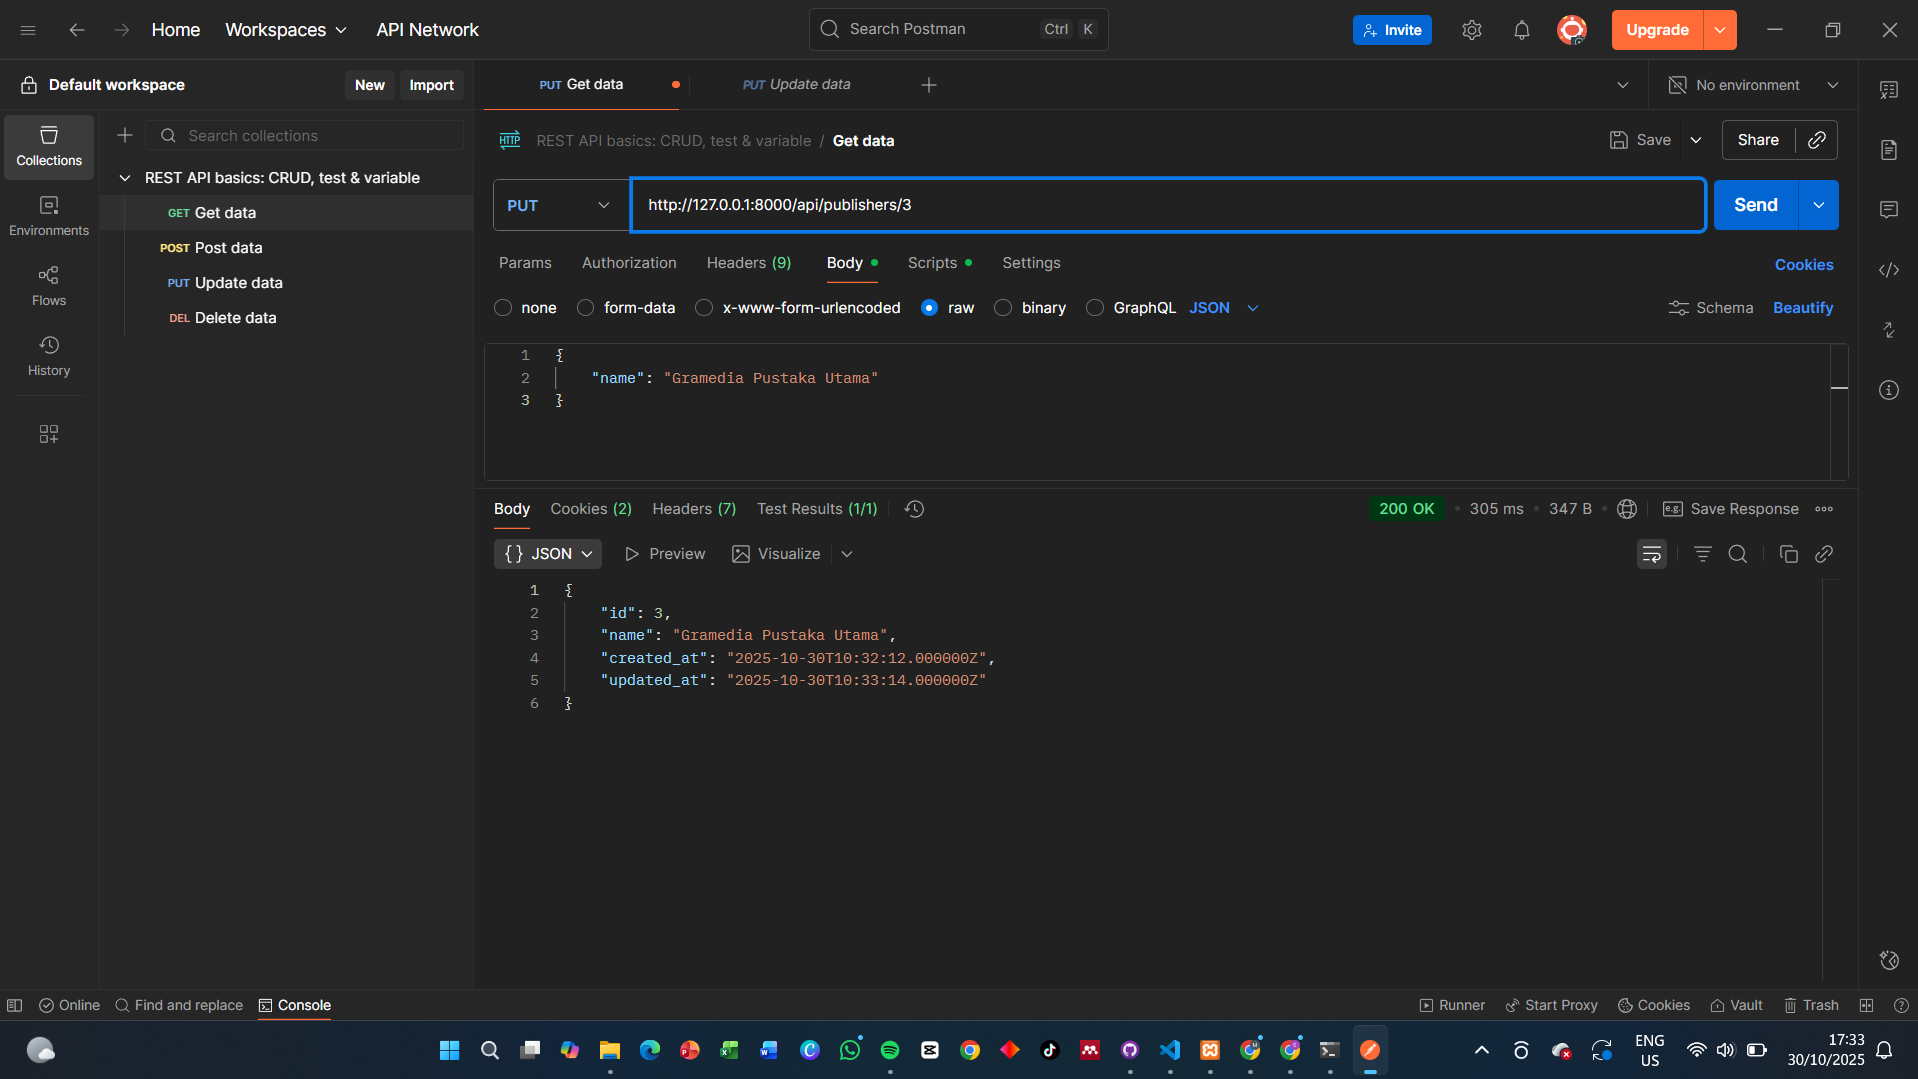 Home Workspaces API Network Search Postman Ctrl K Invite Upgrade
Default workspace New Import PUT Get data PUT Update data No environment
Collections Search collections
REST API basics: CRUD, test & variable / Get data Save Share
REST API basics: CRUD, test & variable
GET Get data
POST Post data
PUT Update data
DEL Delete data
Environments
Flows
History
PUT http://127.0.0.1:8000/api/publishers/3 Send
Params Authorization Headers (9) Body Scripts Settings Cookies
none form-data x-www-form-urlencoded raw binary GraphQL JSON Schema Beautify
1 {
2 "name": "Gramedia Pustaka Utama"
3 }
Body Cookies (2) Headers (7) Test Results (1/1) 200 OK • 305 ms • 347 B • e.g. Save Response
{} JSON Preview Visualize
1 {
2 "id": 3,
3 "name": "Gramedia Pustaka Utama",
4 "created_at": "2025-10-30T10:32:12.000000Z",
5 "updated_at": "2025-10-30T10:33:14.000000Z"
6 }
Online Find and replace Console Runner Start Proxy Cookies Vault Trash
ENG 17:33
US 30/10/2025